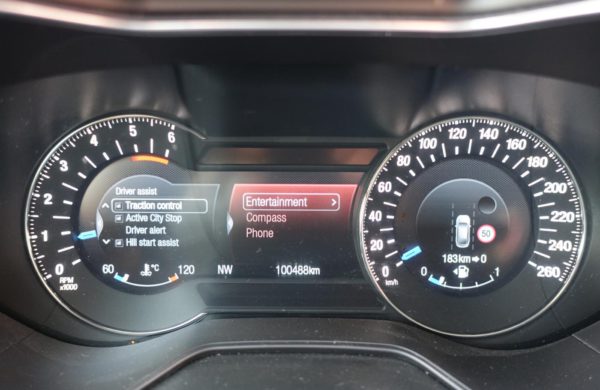 6
5
4
3
2
1
0
RPM
x1000
Driver assist
Traction control
Active City Stop
Driver alert
Hill start assist
60 °C 120
Entertainment >
Compass
Phone
NW 100488km
0
20
40
60
80
100
120
140
160
180
200
220
240
260
km/h
50
183km→0
0 1